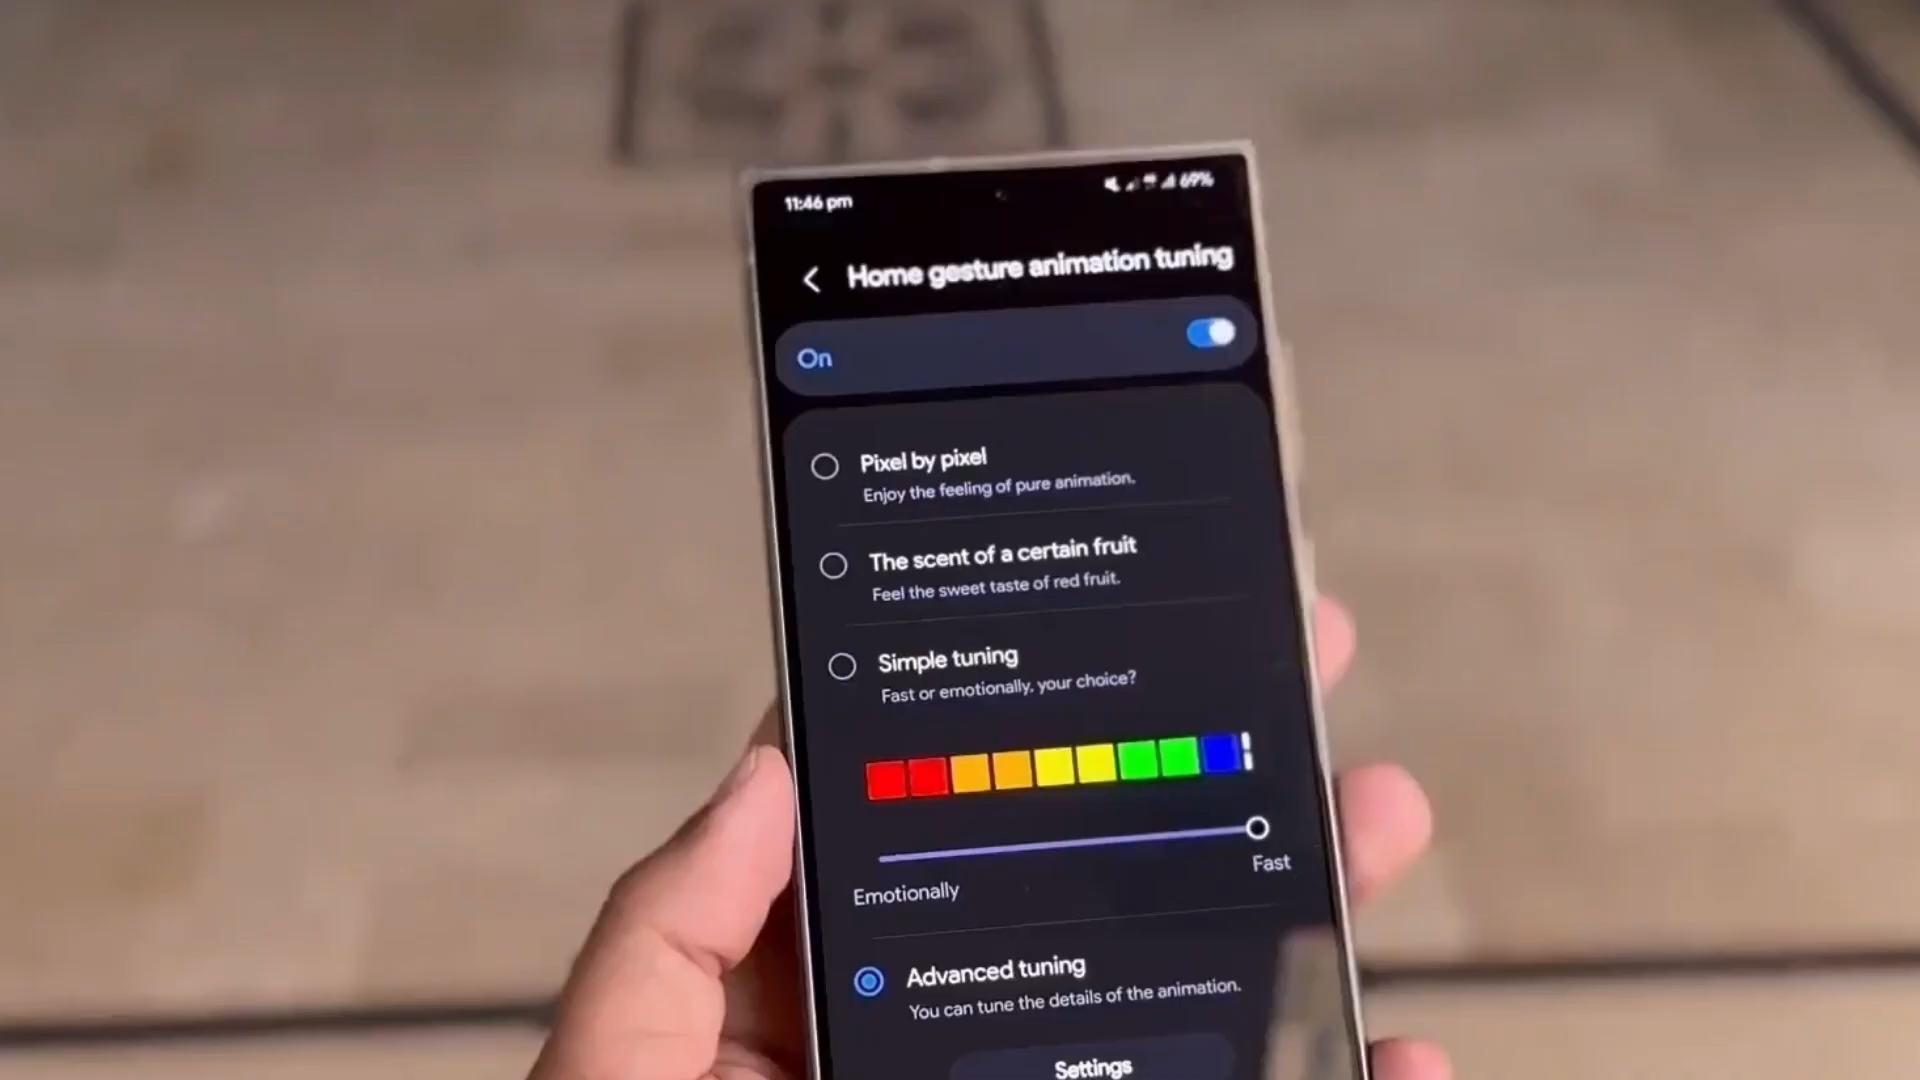 11:46 pm
69%
Home gesture animation tuning
On
Pixel by pixel
Enjoy the feeling of pure animation.
The scent of a certain fruit
Feel the sweet taste of red fruit.
Simple tuning
Fast or emotionally, your choice?
Emotionally
Fast
Advanced tuning
You can tune the details of the animation.
Settings